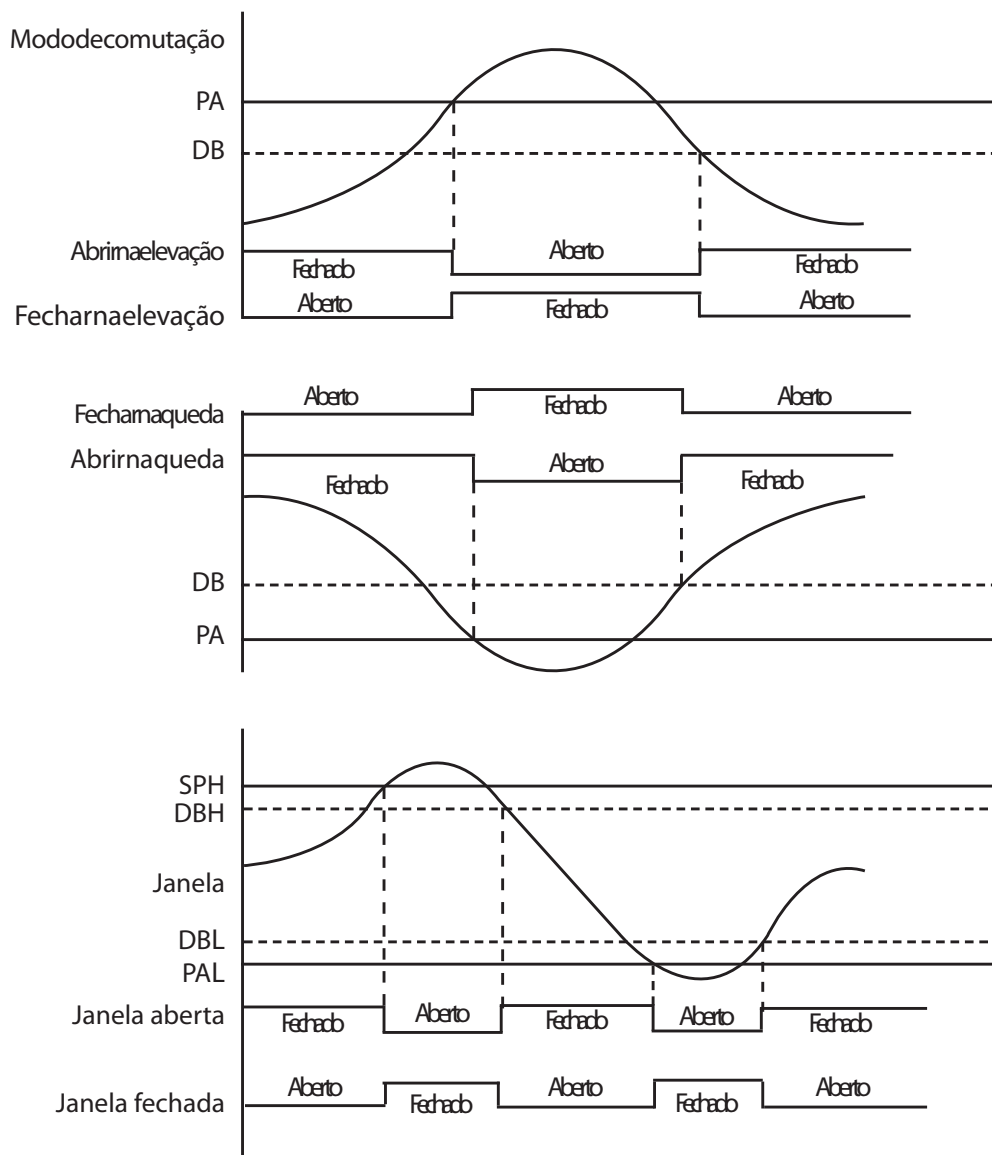 Mododecomutação
PA
DB
Abrirnaelevação
Fechado
Aberto
Fechado
Fecharnaelevação
Aberto
Fechado
Aberto
Fecharnaqueda
Aberto
Fechado
Aberto
Abrirnaqueda
Fechado
Aberto
Fechado
DB
PA
SPH
DBH
Janela
DBL
PAL
Janela aberta
Fechado
Aberto
Fechado
Aberto
Fechado
Janela fechada
Aberto
Fechado
Aberto
Fechado
Aberto